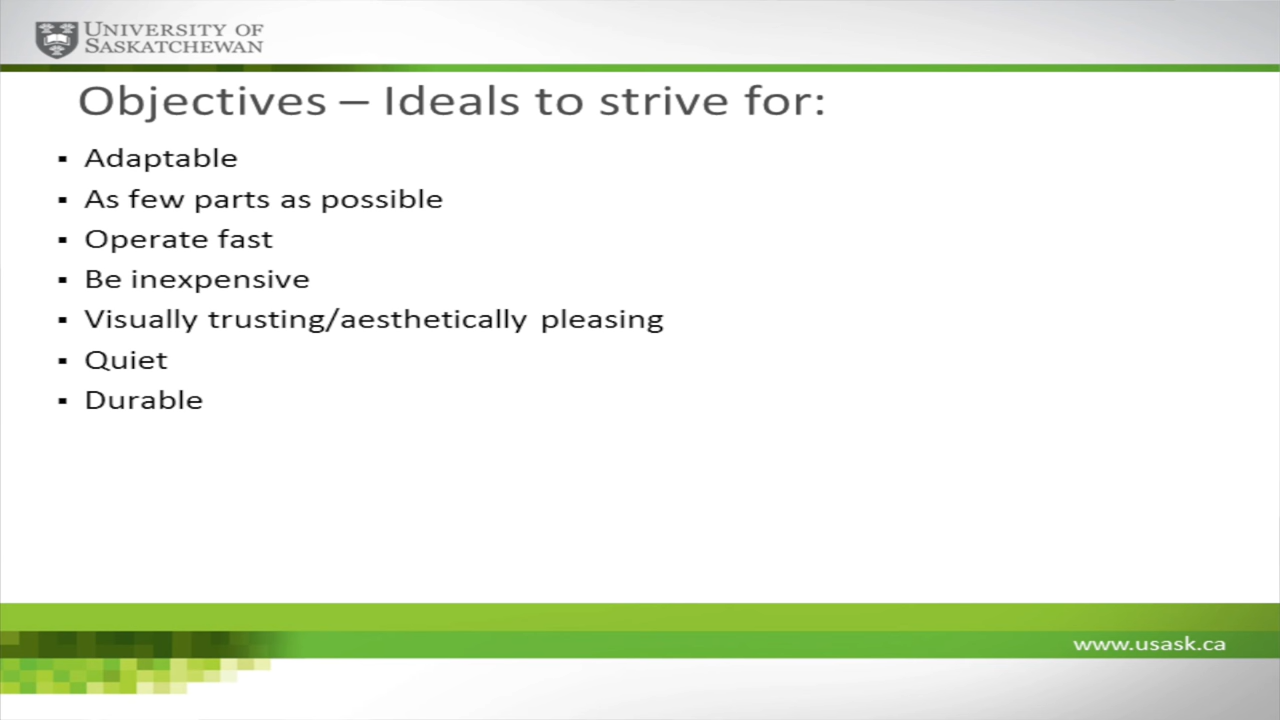 UNIVERSITY OF
SASKATCHEWAN
Objectives – Ideals to strive for:
▪ Adaptable
▪ As few parts as possible
▪ Operate fast
▪ Be inexpensive
▪ Visually trusting/aesthetically pleasing
▪ Quiet
▪ Durable
www.usask.ca